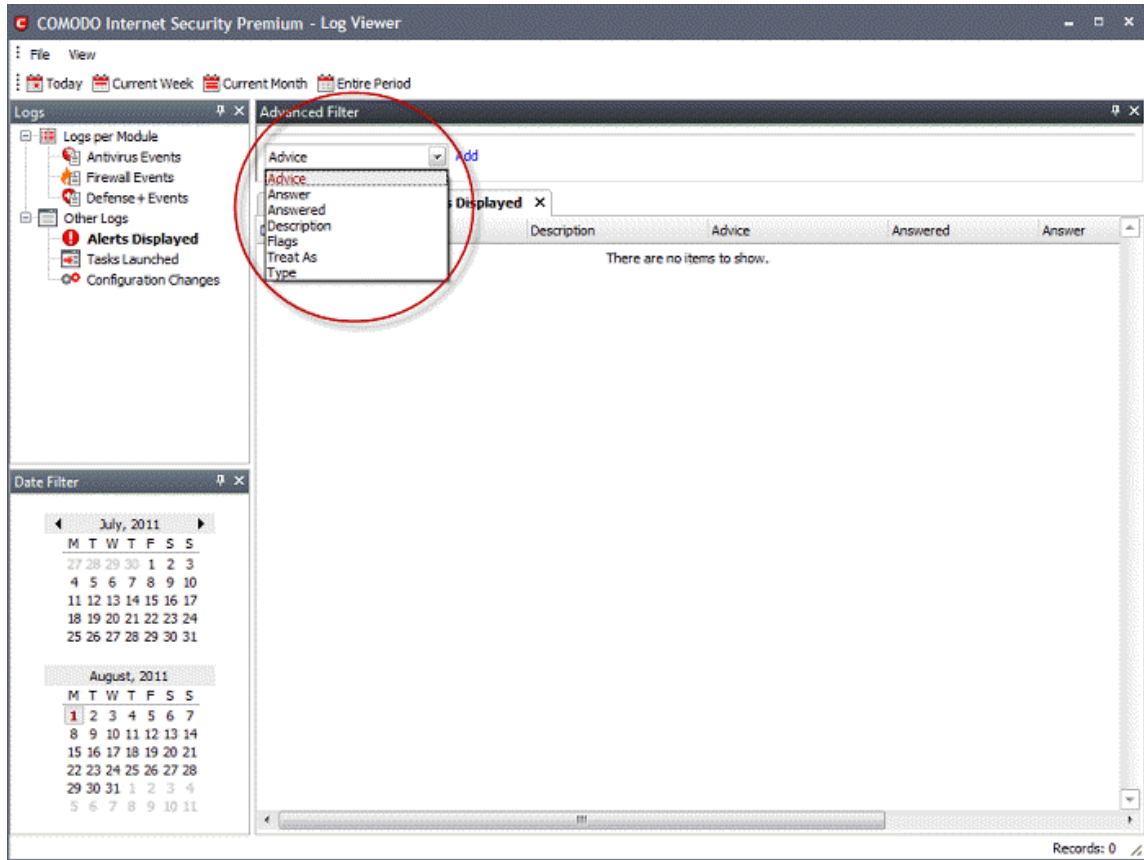 COMODO Internet Security Premium - Log Viewer
File View
Today Current Week Current Month Entire Period
Logs
Logs per Module
Antivirus Events
Firewall Events
Defense+ Events
Other Logs
Alerts Displayed
Tasks Launched
Configuration Changes
Advanced Filter
Advice Add
Advice
Answer
Answered
Description
Flags
Treat As
Type
Displayed
Description Advice Answered Answer
There are no items to show.
Date Filter
July, 2011
M T W T F S S
27 28 29 30 1 2 3
4 5 6 7 8 9 10
11 12 13 14 15 16 17
18 19 20 21 22 23 24
25 26 27 28 29 30 31
August, 2011
M T W T F S S
1 2 3 4 5 6 7
8 9 10 11 12 13 14
15 16 17 18 19 20 21
22 23 24 25 26 27 28
29 30 31 1 2 3 4
5 6 7 8 9 10 11
Records: 0